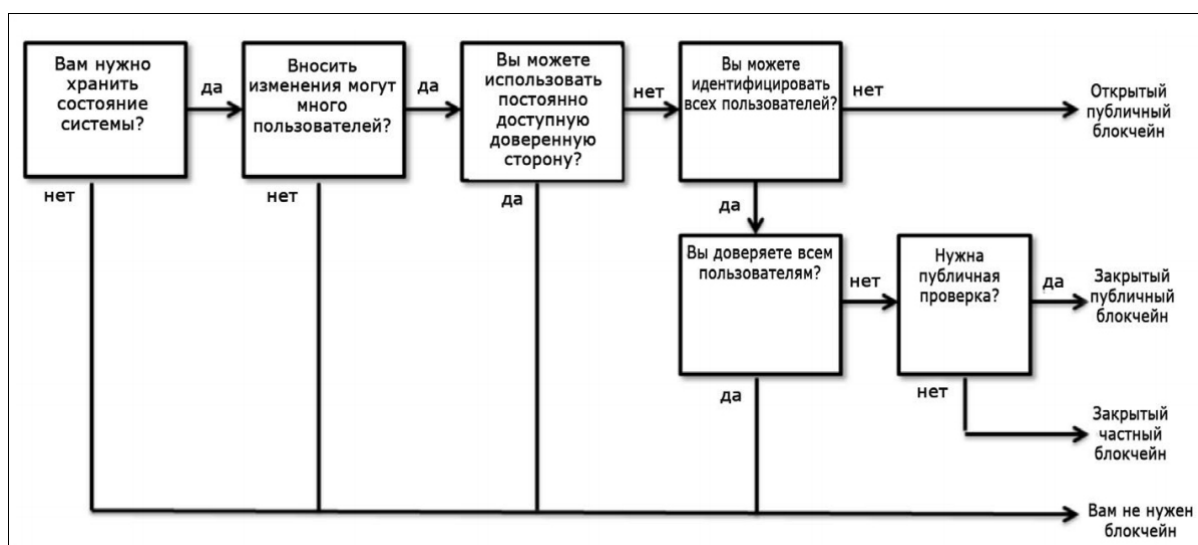 Вам нужно
хранить
состояние
системы?
да
нет
Вносить
изменения могут
много
пользователей?
да
нет
Вы можете
использовать
постоянно
доступную
доверенную
сторону?
нет
да
Вы можете
идентифицировать
всех пользователей?
нет
да
Открытый
публичный
блокчейн
Вы доверяете всем
пользователям?
нет
да
Нужна
публичная
проверка?
да
нет
Закрытый
публичный
блокчейн
Закрытый
частный
блокчейн
Вам не нужен
блокчейн